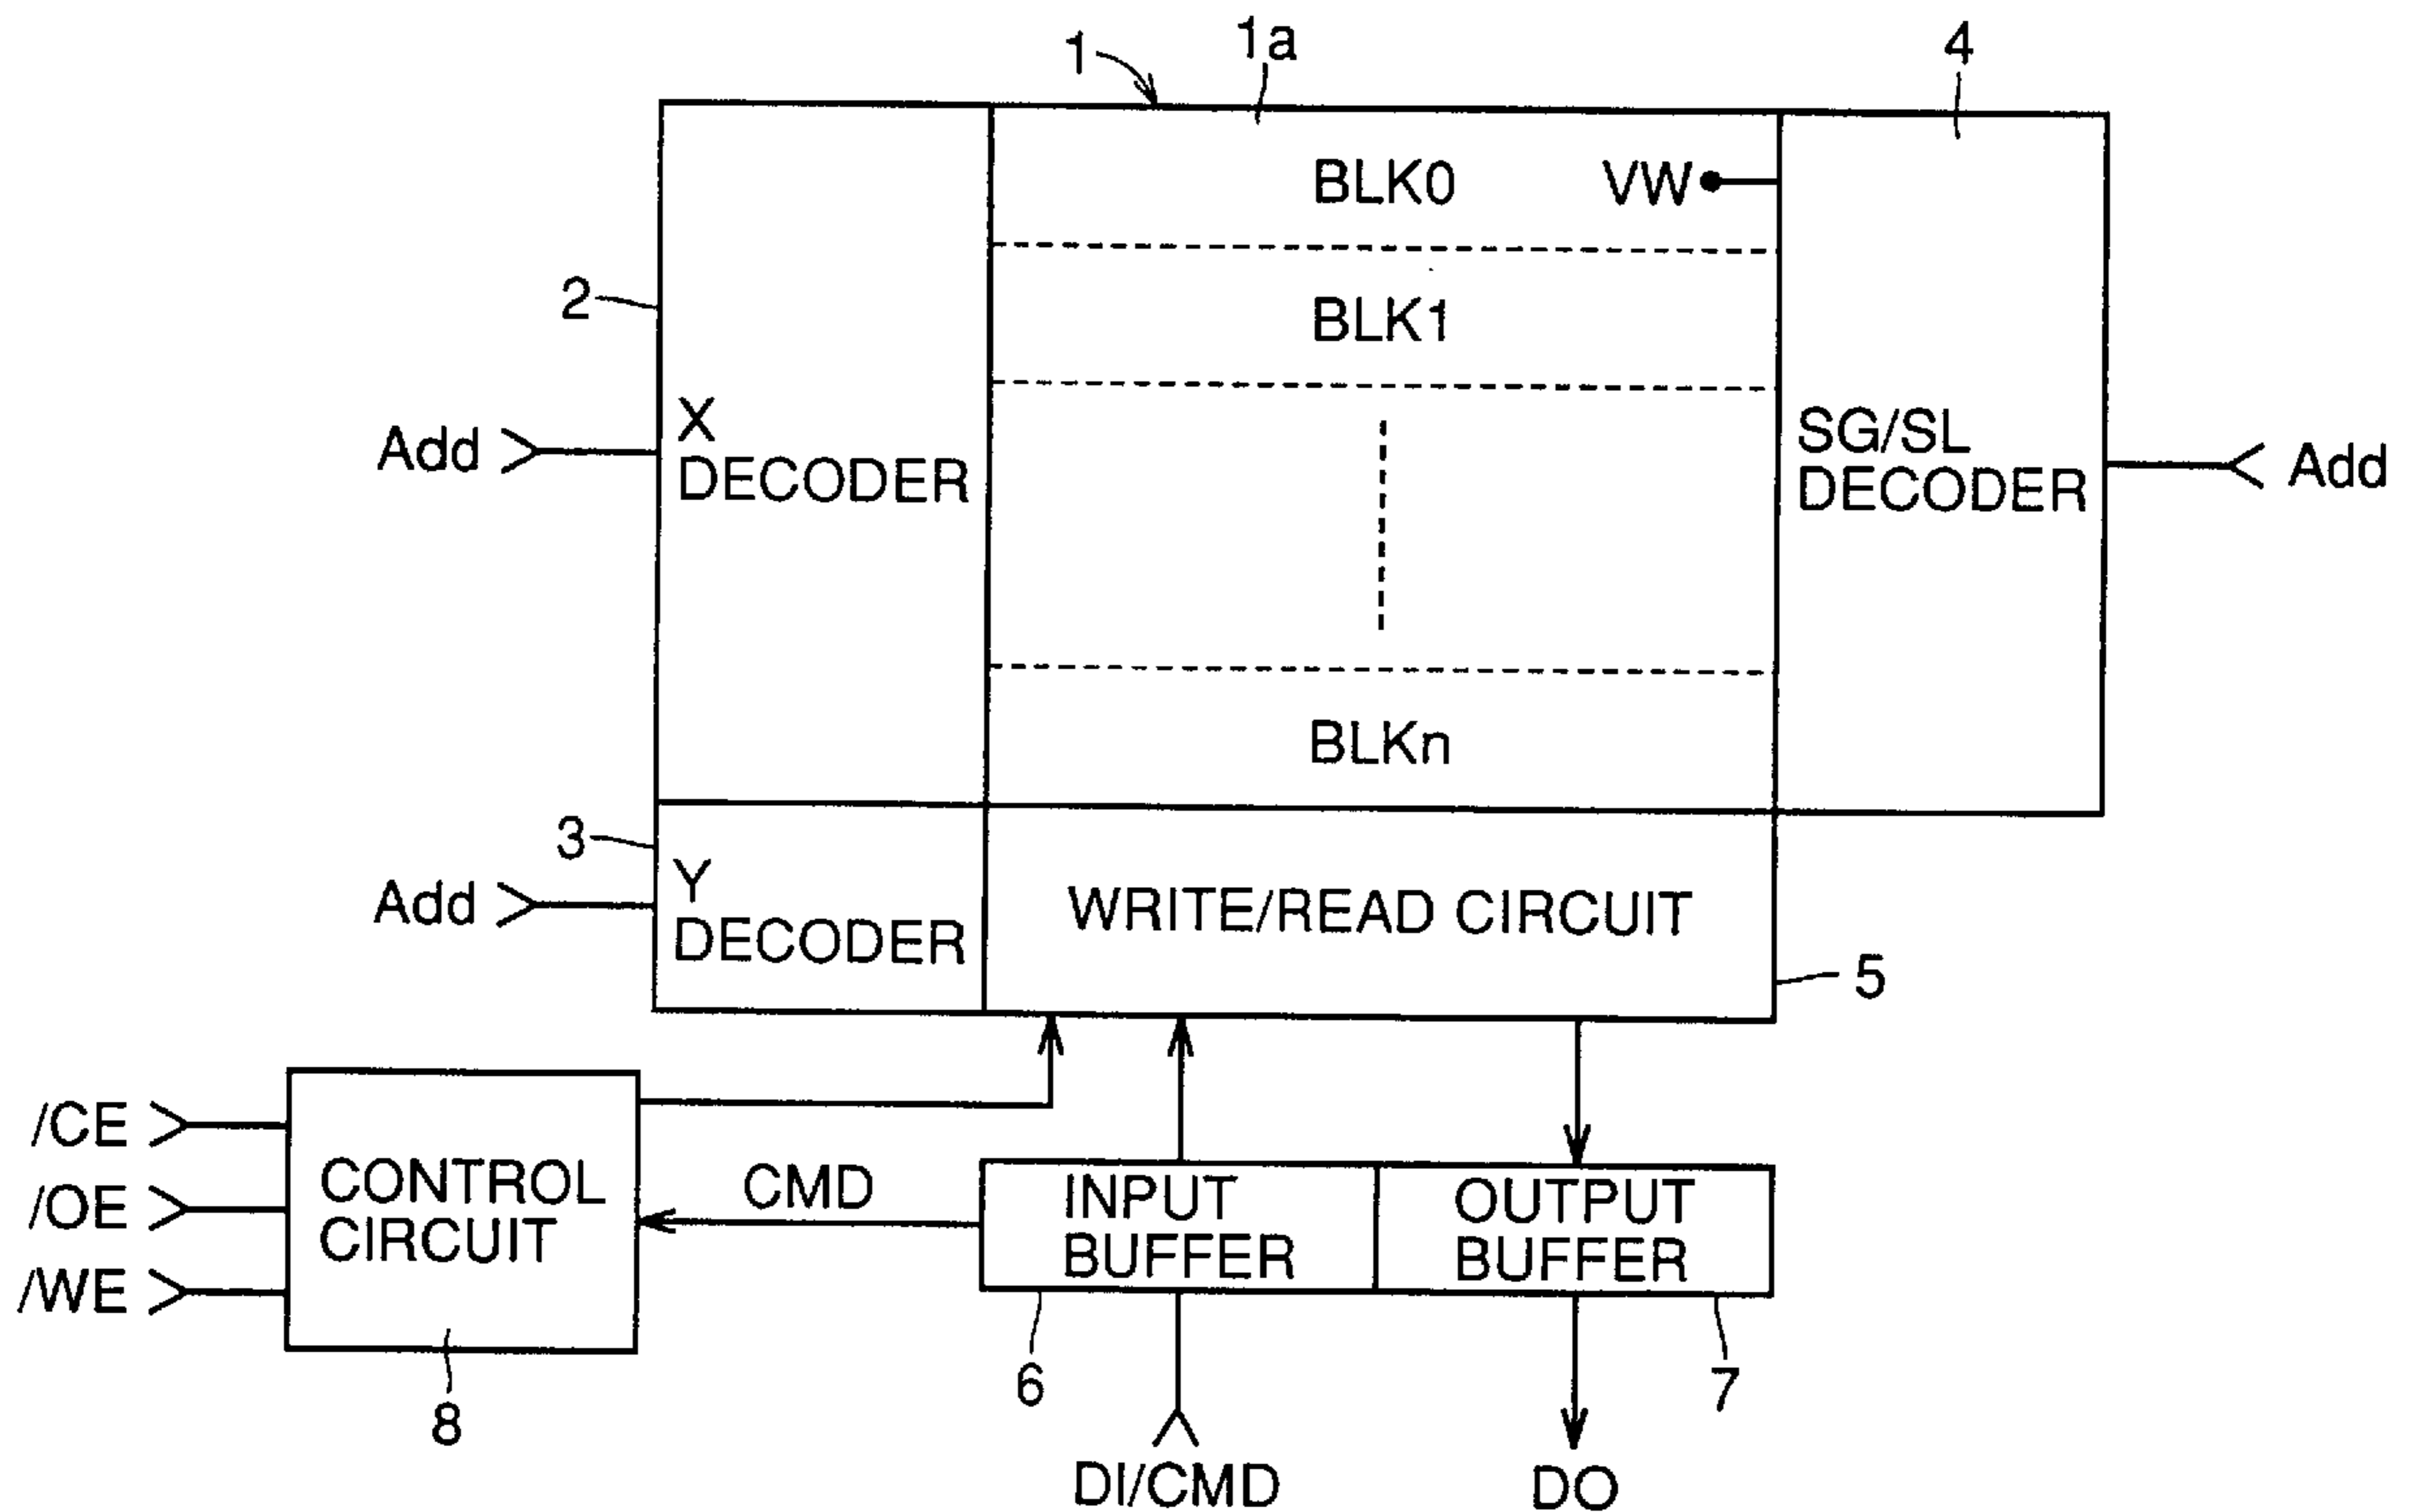 1
1a
4
BLK0
VW
2
BLK1
Add
X
DECODER
SG/SL
DECODER
Add
BLKn
3
Add
Y
DECODER
WRITE/READ CIRCUIT
5
/CE
/OE
/WE
CONTROL
CIRCUIT
CMD
INPUT
BUFFER
OUTPUT
BUFFER
6
7
8
DI/CMD
DO